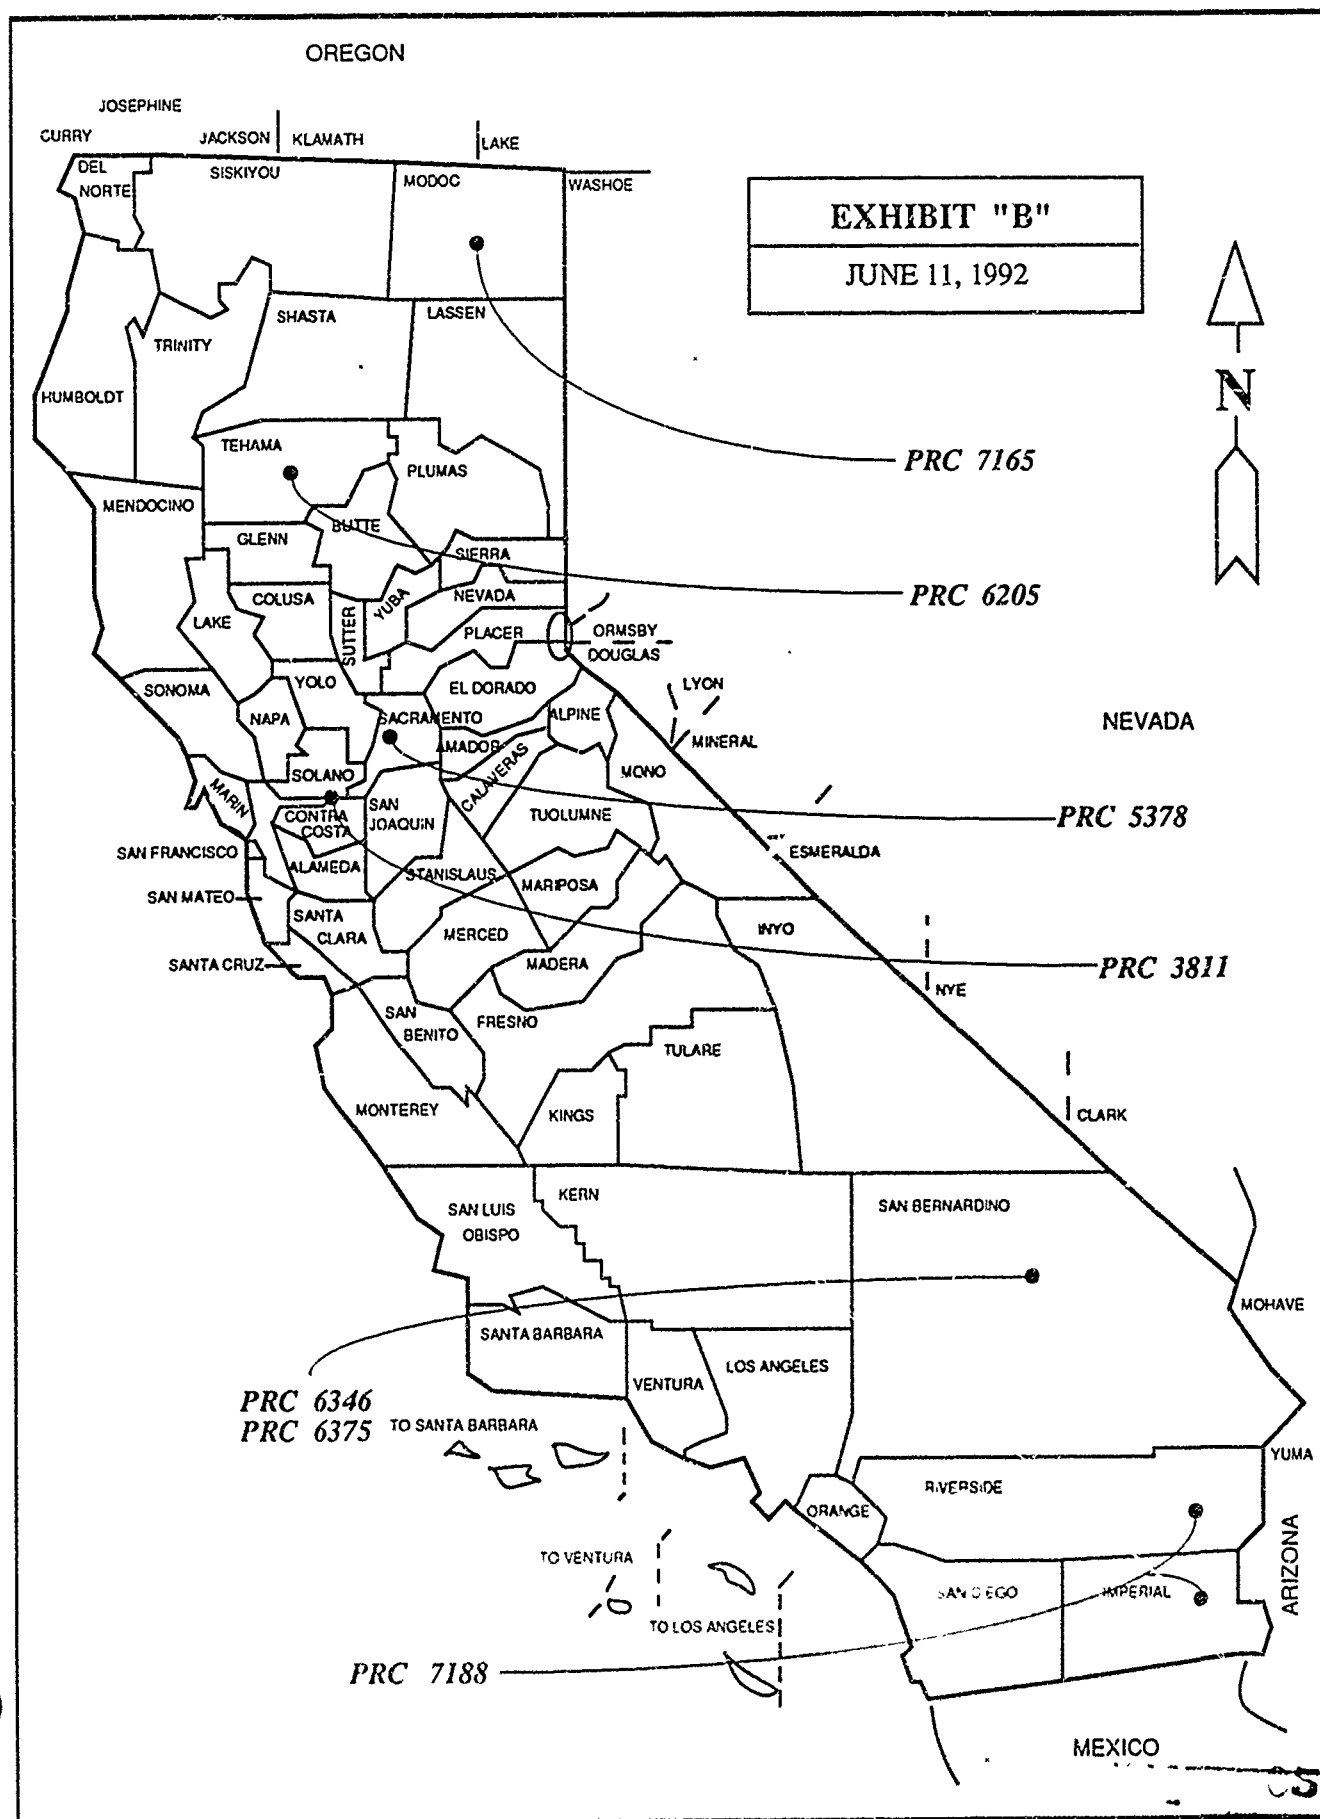 OREGON
JOSEPHINE
CURRY
JACKSON
KLAMATH
LAKE
DEL
NORTE
SISKIYOU
MODOC
WASHOE
EXHIBIT "B"
JUNE 11, 1992
N
SHASTA
LASSEN
TRINITY
HUMBOLDT
TEHAMA
PLUMAS
PRC 7165
MENDOCINO
BUTTE
GLENN
SIERRA
COLUSA
YUBA
NEVADA
PRC 6205
LAKE
SUTTER
PLACER
ORMSBY
DOUGLAS
SONOMA
YOLO
EL DORADO
LYON
NAPA
SACRAMENTO
ALPINE
NEVADA
AMADOR
MINERAL
SOLANO
CALAVERAS
MONO
MARIN
CONTRA
COSTA
SAN
JOAQUIN
TUOLUMNE
PRC 5378
SAN FRANCISCO
ALAMEDA
STANISLAUS
MARIPOSA
ESMERALDA
SAN MATEO
SANTA
CLARA
MERCED
INYO
SANTA CRUZ
MADERA
PRC 3811
NYE
SAN
BENITO
FRESNO
TULARE
MONTEREY
KINGS
CLARK
SAN LUIS
OBISPO
KERN
SAN BERNARDINO
MOHAVE
SANTA BARBARA
VENTURA
LOS ANGELES
PRC 6346
PRC 6375
TO SANTA BARBARA
YUMA
RIVERSIDE
ORANGE
ARIZONA
TO VENTURA
SAN DIEGO
IMPERIAL
TO LOS ANGELES
PRC 7188
MEXICO